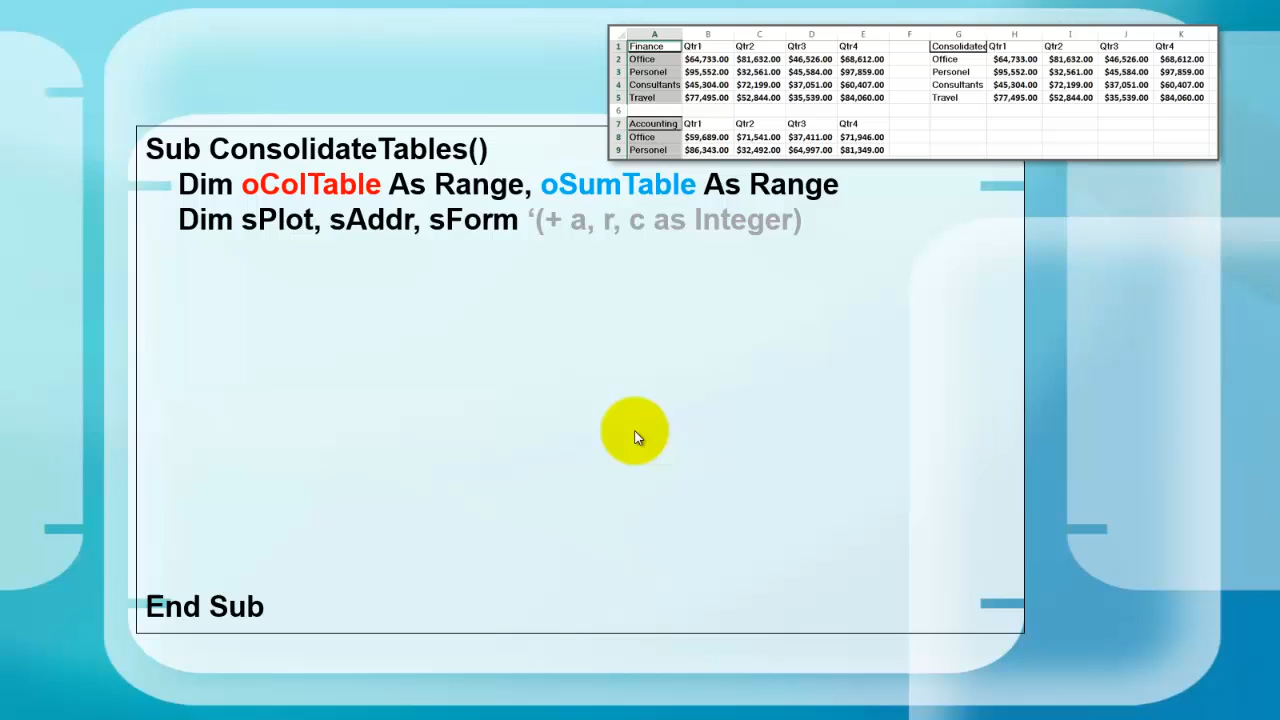 A B C D E F G H I J K
1 Finance Qtr1 Qtr2 Qtr3 Qtr4 Consolidated Qtr1 Qtr2 Qtr3 Qtr4
2 Office $64,733.00 $81,632.00 $46,526.00 $68,612.00 Office $64,733.00 $81,632.00 $46,526.00 $68,612.00
3 Personel $95,552.00 $32,561.00 $45,584.00 $97,859.00 Personel $95,552.00 $32,561.00 $45,584.00 $97,859.00
4 Consultants $45,304.00 $72,199.00 $37,051.00 $60,407.00 Consultants $45,304.00 $72,199.00 $37,051.00 $60,407.00
5 Travel $77,495.00 $52,844.00 $35,539.00 $84,060.00 Travel $77,495.00 $52,844.00 $35,539.00 $84,060.00
6
7 Accounting Qtr1 Qtr2 Qtr3 Qtr4
8 Office $59,689.00 $71,541.00 $37,411.00 $71,946.00
9 Personel $86,343.00 $32,492.00 $64,997.00 $81,349.00
Sub ConsolidateTables()
Dim oColTable As Range, oSumTable As Range
Dim sPlot, sAddr, sForm ‘(+ a, r, c as Integer)
End Sub